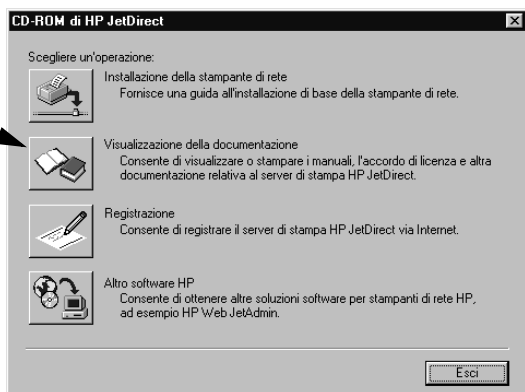 CD-ROM di HP JetDirect
Scegliere un'operazione:
Installazione della stampante di rete
Fornisce una guida all'installazione di base della stampante di rete.
Visualizzazione della documentazione
Consente di visualizzare o stampare i manuali, l'accordo di licenza e altra
documentazione relativa al server di stampa HP JetDirect.
Registrazione
Consente di registrare il server di stampa HP JetDirect via Internet.
Altro software HP
Consente di ottenere altre soluzioni software per stampanti di rete HP,
ad esempio HP Web JetAdmin.
Esci